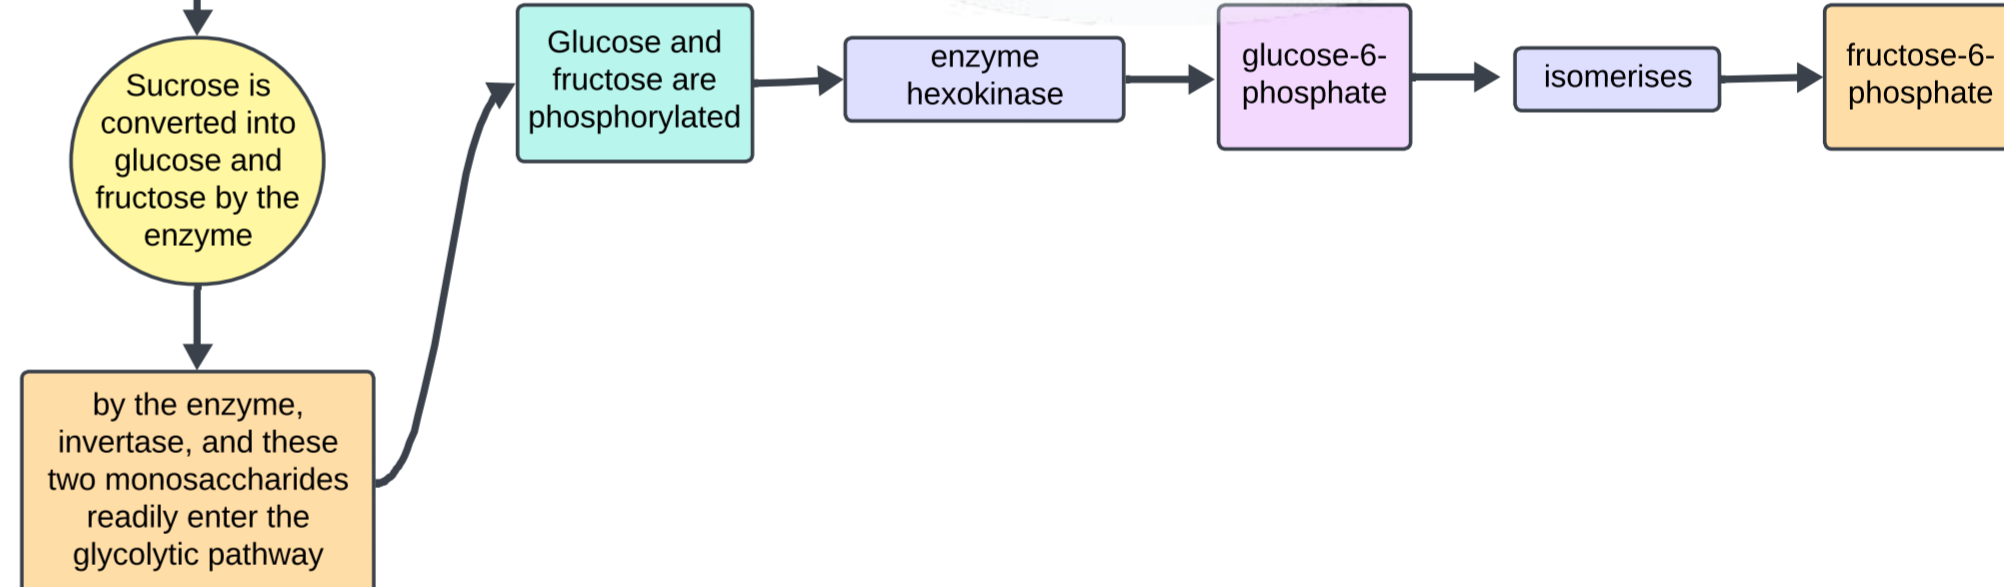 Sucrose is
converted into
glucose and
fructose by the
enzyme
by the enzyme,
invertase, and these
two monosaccharides
readily enter the
glycolytic pathway
Glucose and
fructose are
phosphorylated
enzyme
hexokinase
glucose-6-
phosphate
isomerises
fructose-6-
phosphate